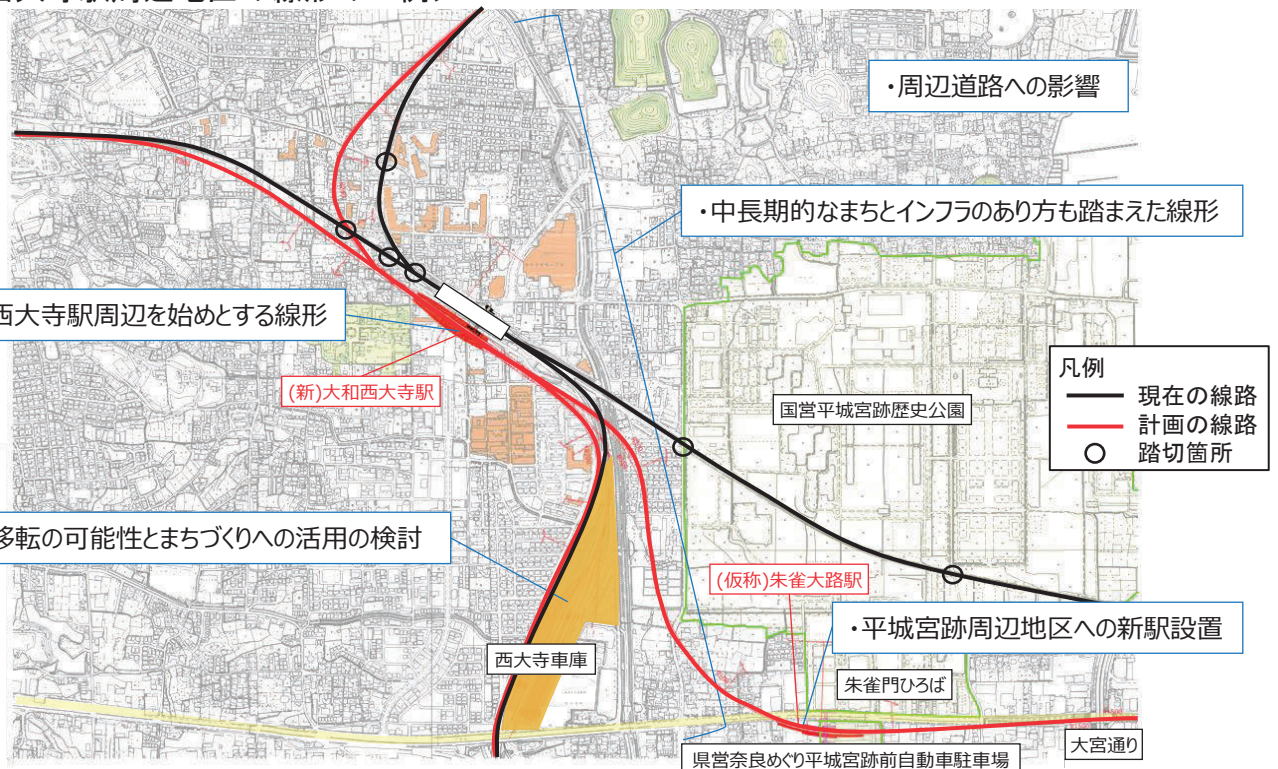 ・周辺道路への影響
・中長期的なまちとインフラのあり方も踏まえた線形
西大寺駅周辺を始めとする線形
(新)大和西大寺駅
国営平城宮跡歴史公園
凡例
現在の線路
計画の線路
踏切箇所
移転の可能性とまちづくりへの活用の検討
(仮称)朱雀大路駅
・平城宮跡周辺地区への新駅設置
西大寺車庫
朱雀門ひろば
大宮通り
県営奈良めぐり平城宮跡前自動車駐車場